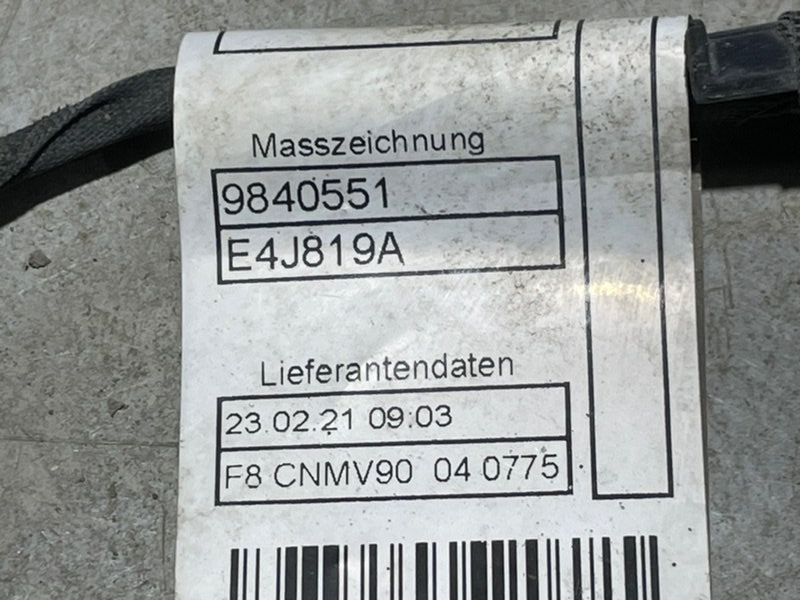 Masszeichnung
9840551
E4J819A
Lieferantendaten
23.02.21 09:03
F8 CNMV90 04 0775